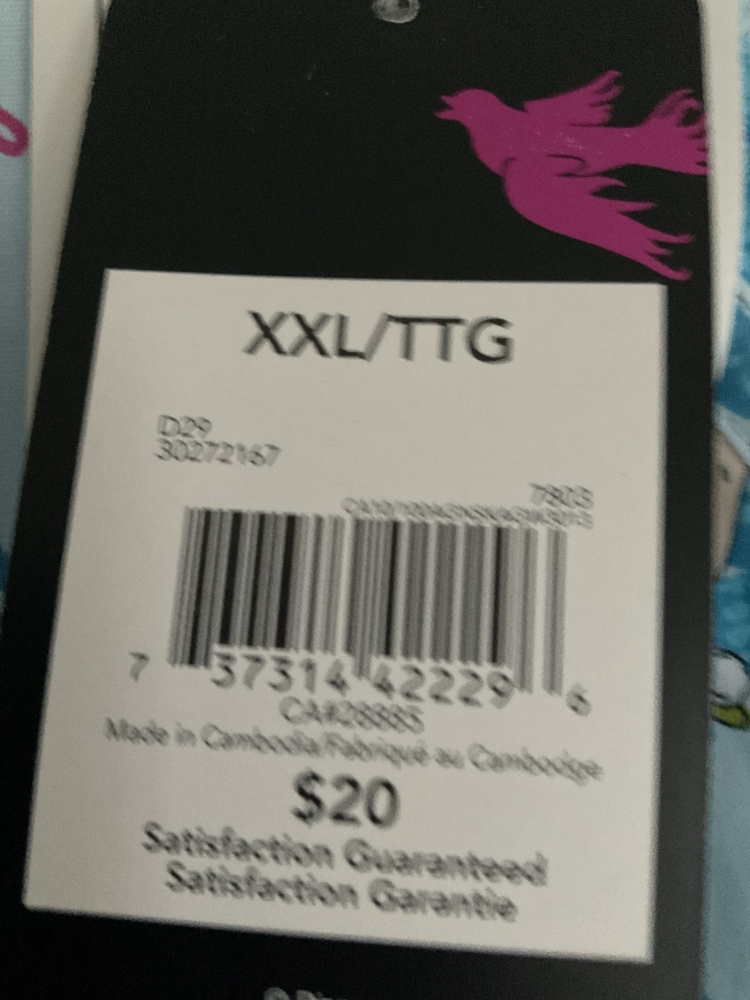 XXL/TTG
D29
30272167
7803
7 37314 42229 6
CA#28885
Made in Cambodia/Fabriqué au Cambodge
$20
Satisfaction Guaranteed
Satisfaction Garantie